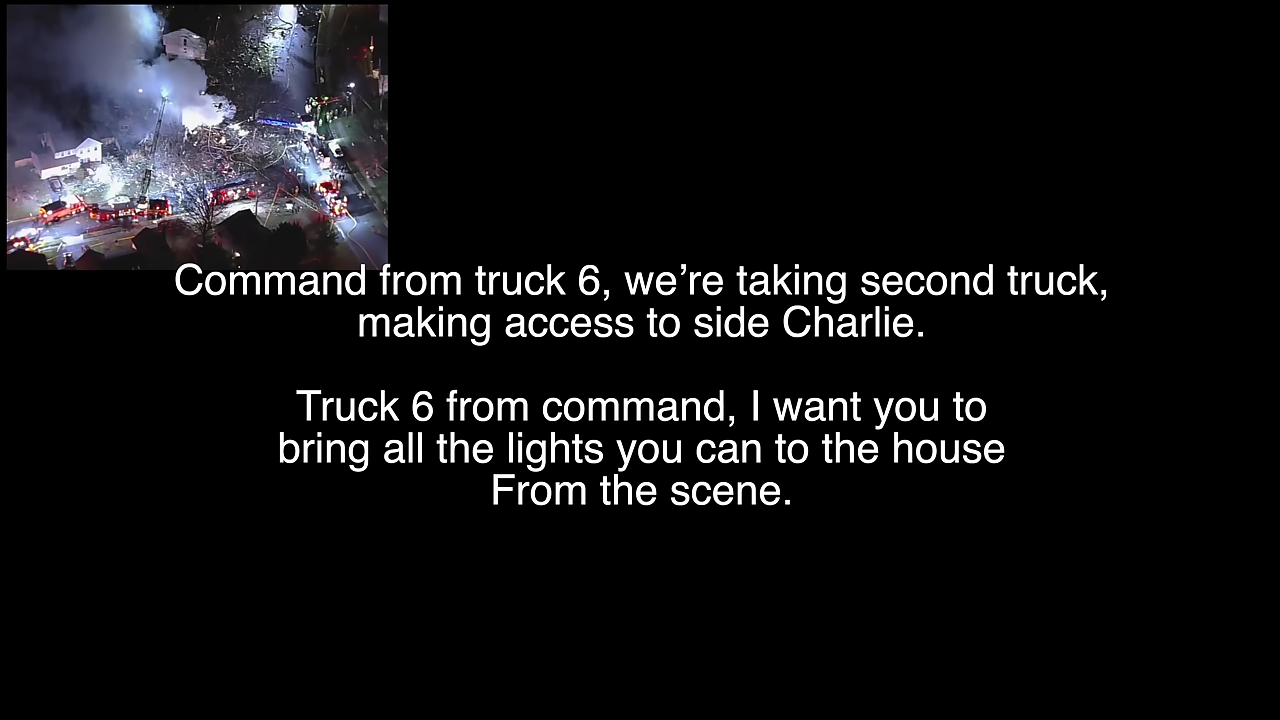 Command from truck 6, we’re taking second truck,
making access to side Charlie.
Truck 6 from command, I want you to
bring all the lights you can to the house
From the scene.